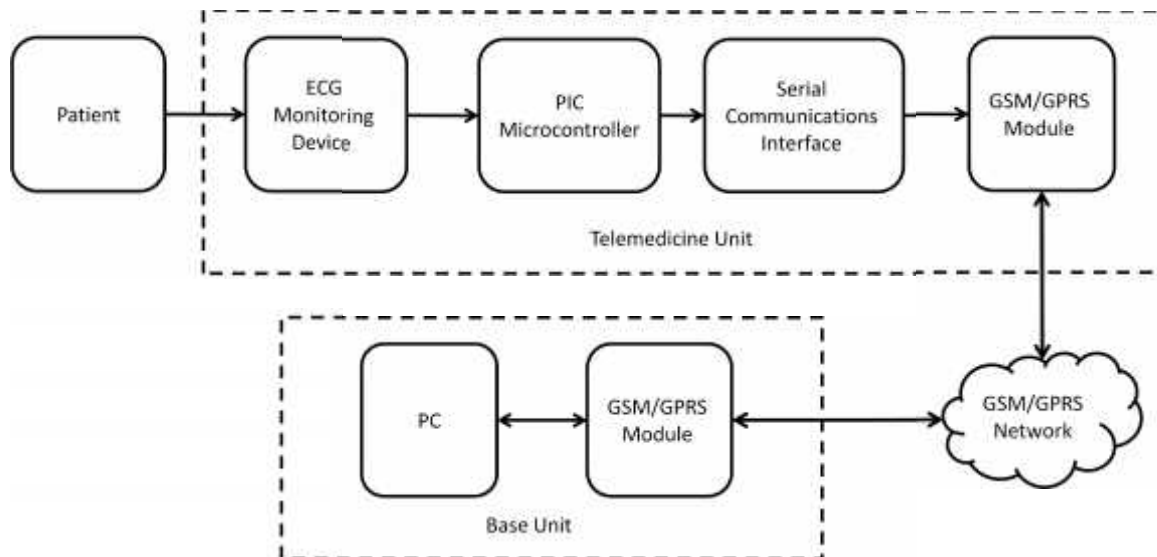 Patient
ECG
Monitoring
Device
PIC
Microcontroller
Serial
Communications
Interface
GSM/GPRS
Module
Telemedicine Unit
PC
GSM/GPRS
Module
GSM/GPRS
Network
Base Unit